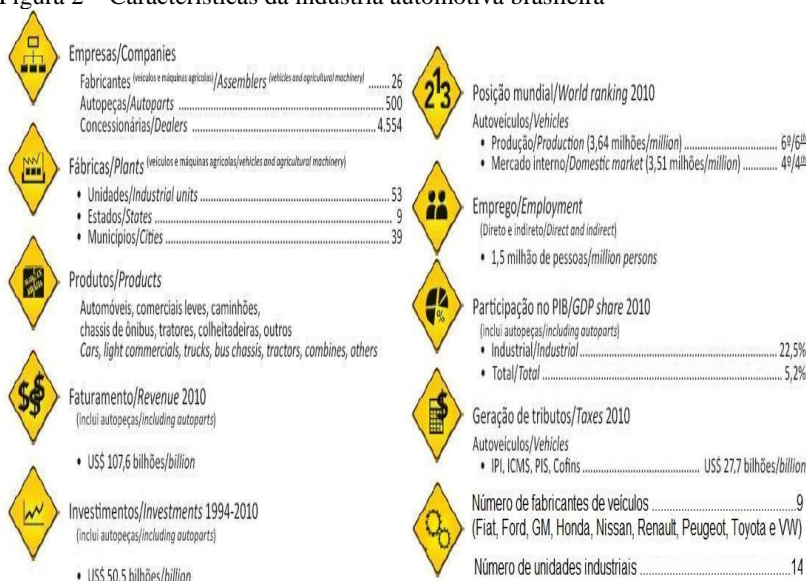 Figura 2 – Características da indústria automotiva brasileira
Empresas/Companies
Fabricantes (veículos e máquinas agrícolas)/Assemblers (vehicles and agricultural machinery) ........ 26
Autopeças/Autoparts ........ 500
Concessionárias/Dealers ........ 4.554
Fábricas/Plants (veículos e máquinas agrícolas/vehicles and agricultural machinery)
• Unidades/Industrial units ........ 53
• Estados/States ........ 9
• Municípios/Cities ........ 39
Produtos/Products
Automóveis, comerciais leves, caminhões,
chassis de ônibus, tratores, colheitadeiras, outros
Cars, light commercials, trucks, bus chassis, tractors, combines, others
Faturamento/Revenue 2010
(inclui autopeças/including autoparts)
• US$ 107,6 bilhões/billion
Investimentos/Investments 1994-2010
(inclui autopeças/including autoparts)
• US$ 50,5 bilhões/billion
Posição mundial/World ranking 2010
Autoveículos/Vehicles
• Produção/Production (3,64 milhões/million) ........ 6º/6th
• Mercado interno/Domestic market (3,51 milhões/million) ........ 4º/4th
Emprego/Employment
(Direto e indireto/Direct and indirect)
• 1,5 milhão de pessoas/million persons
Participação no PIB/GDP share 2010
(inclui autopeças/including autoparts)
• Industrial/Industrial ........ 22,5%
• Total/Total ........ 5,2%
Geração de tributos/Taxes 2010
Autoveículos/Vehicles
• IPI, ICMS, PIS, Cofins ........ US$ 27,7 bilhões/billion
Número de fabricantes de veículos ........ 9
(Fiat, Ford, GM, Honda, Nissan, Renault, Peugeot, Toyota e VW)
Número de unidades industriais ........ 14